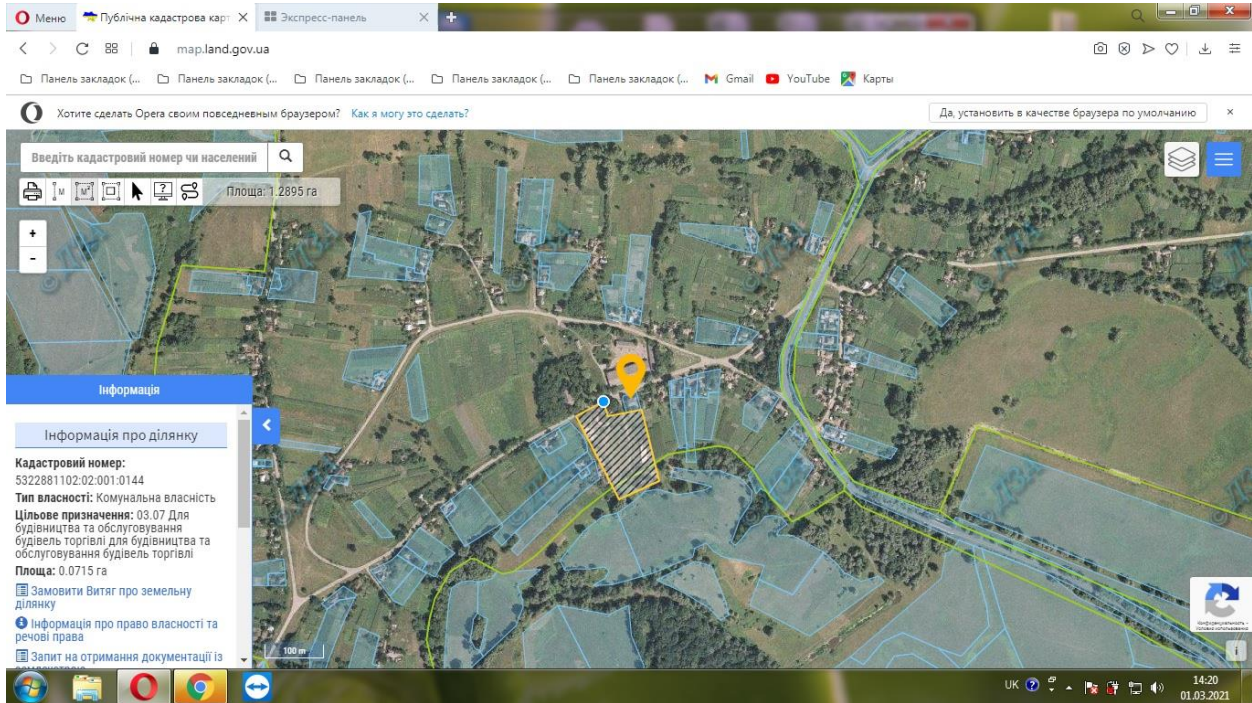 Меню
Публічна кадастрова карт
Экспресс-панель
map.land.gov.ua
Панель закладок (...
Панель закладок (...
Панель закладок (...
Панель закладок (...
Панель закладок (...
Gmail
YouTube
Карты
Хотите сделать Opera своим повседневным браузером?
Как я могу это сделать?
Да, установить в качестве браузера по умолчанию
Введіть кадастровий номер чи населений
Площа: 1.2895 га
+
-
Інформація
Інформація про ділянку
Кадастровий номер:
5322881102:02:001:0144
Тип власності: Комунальна власність
Цільове призначення: 03.07 Для
будівництва та обслуговування
будівель торгівлі для будівництва та
обслуговування будівель торгівлі
Площа: 0.0715 га
Замовити Витяг про земельну
ділянку
Інформація про право власності та
речові права
Запит на отримання документації із
100 m
© ДЗА
Конфиденциальность -
Условия использования
UK
14:20
01.03.2021